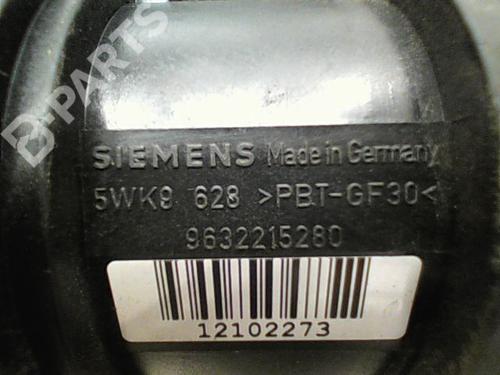 B-PARTS
SIEMENS Made in Germany
5WK9 628 >PBT-GF30<
9632215280
12102273